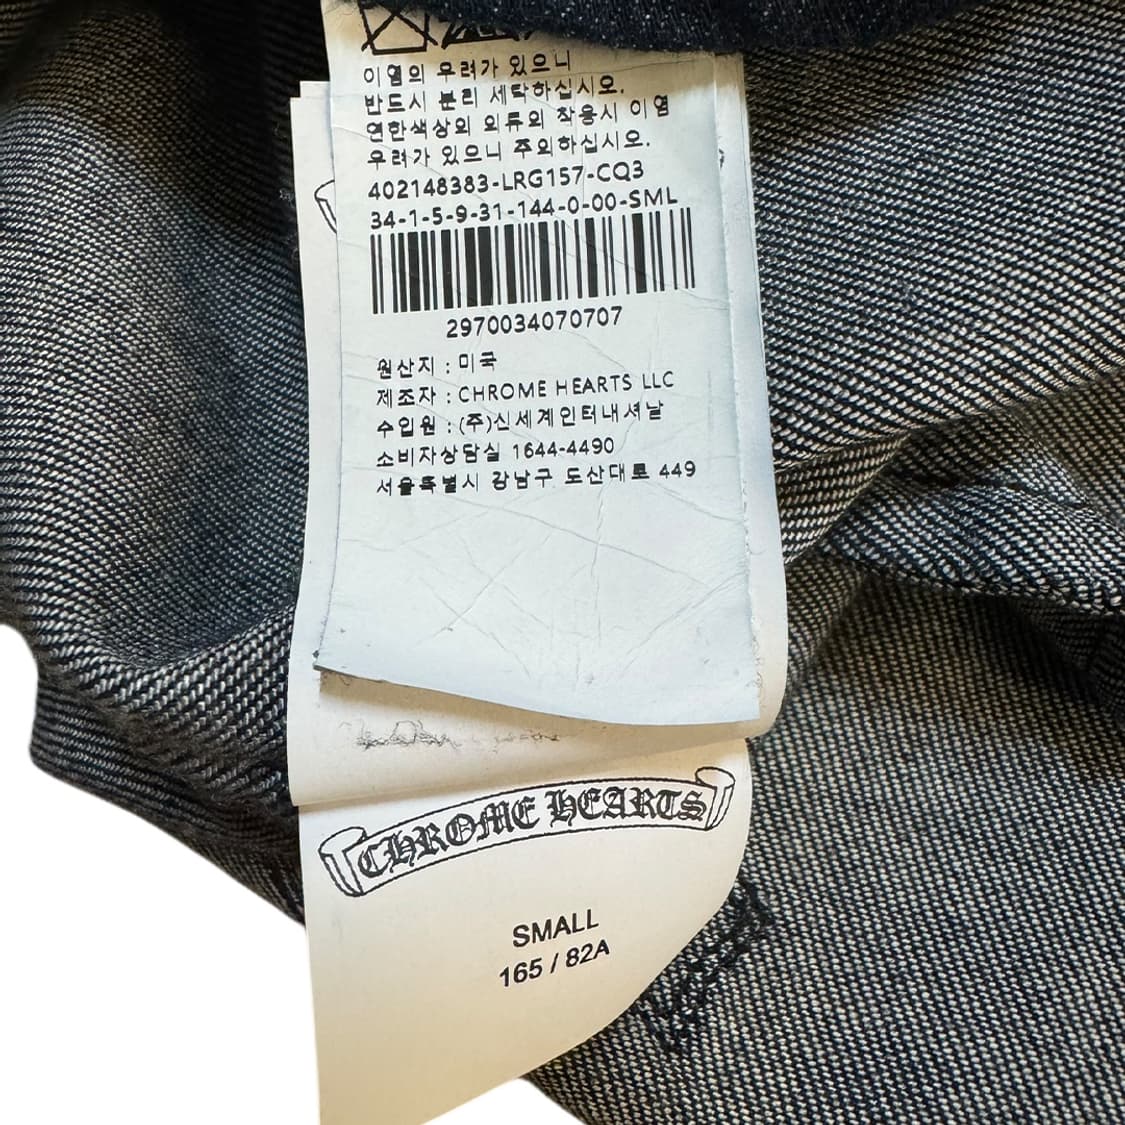 이염의 우려가 있으니
반드시 분리 세탁하십시오.
연한색상의 의류의 착용시 이염
우려가 있으니 주의하십시오.
402148383-LRG157-CQ3
34-1-5-9-31-144-0-00-SML
2970034070707
원산지 : 미국
제조자 : CHROME HEARTS LLC
수입원 : (주)신세계인터내셔날
소비자상담실 1644-4490
서울특별시 강남구 도산대로 449
CHROME HEARTS
SMALL
165 / 82A